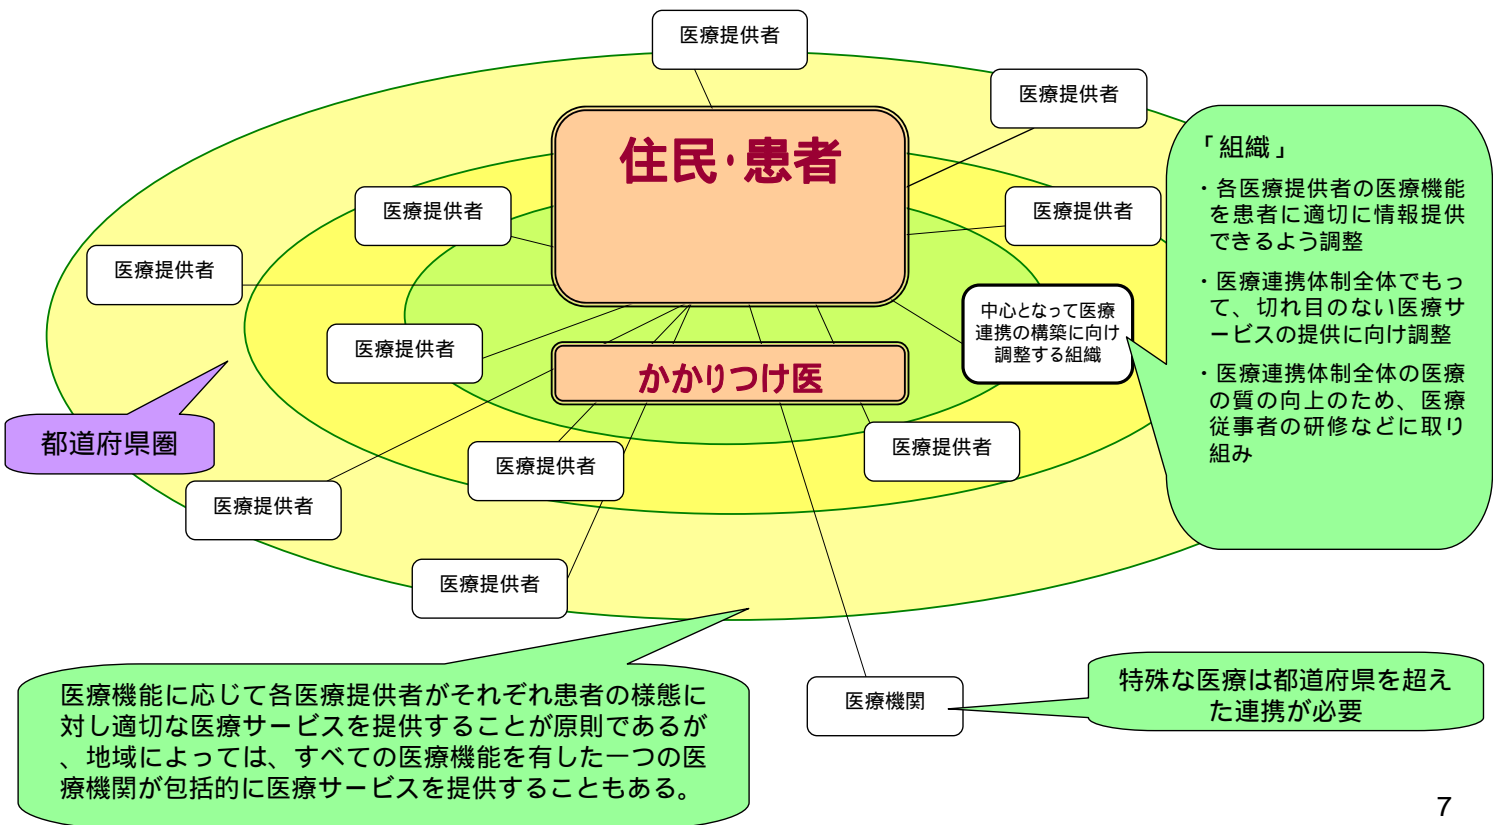 医療提供者
医療提供者
住民･患者
「組織」
・各医療提供者の医療機能
を患者に適切に情報提供
できるよう調整
・医療連携体制全体でもっ
て、切れ目のない医療サ
ービスの提供に向け調整
・医療連携体制全体の医療
の質の向上のため、医療
従事者の研修などに取り
組み
医療提供者
医療提供者
医療提供者
中心となって医療
連携の構築に向け
調整する組織
医療提供者
かかりつけ医
都道府県圏
医療提供者
医療提供者
医療提供者
医療提供者
医療機関
特殊な医療は都道府県を超え
た連携が必要
医療機能に応じて各医療提供者がそれぞれ患者の様態に
対し適切な医療サービスを提供することが原則であるが
、地域によっては、すべての医療機能を有した一つの医
療機関が包括的に医療サービスを提供することもある。
7